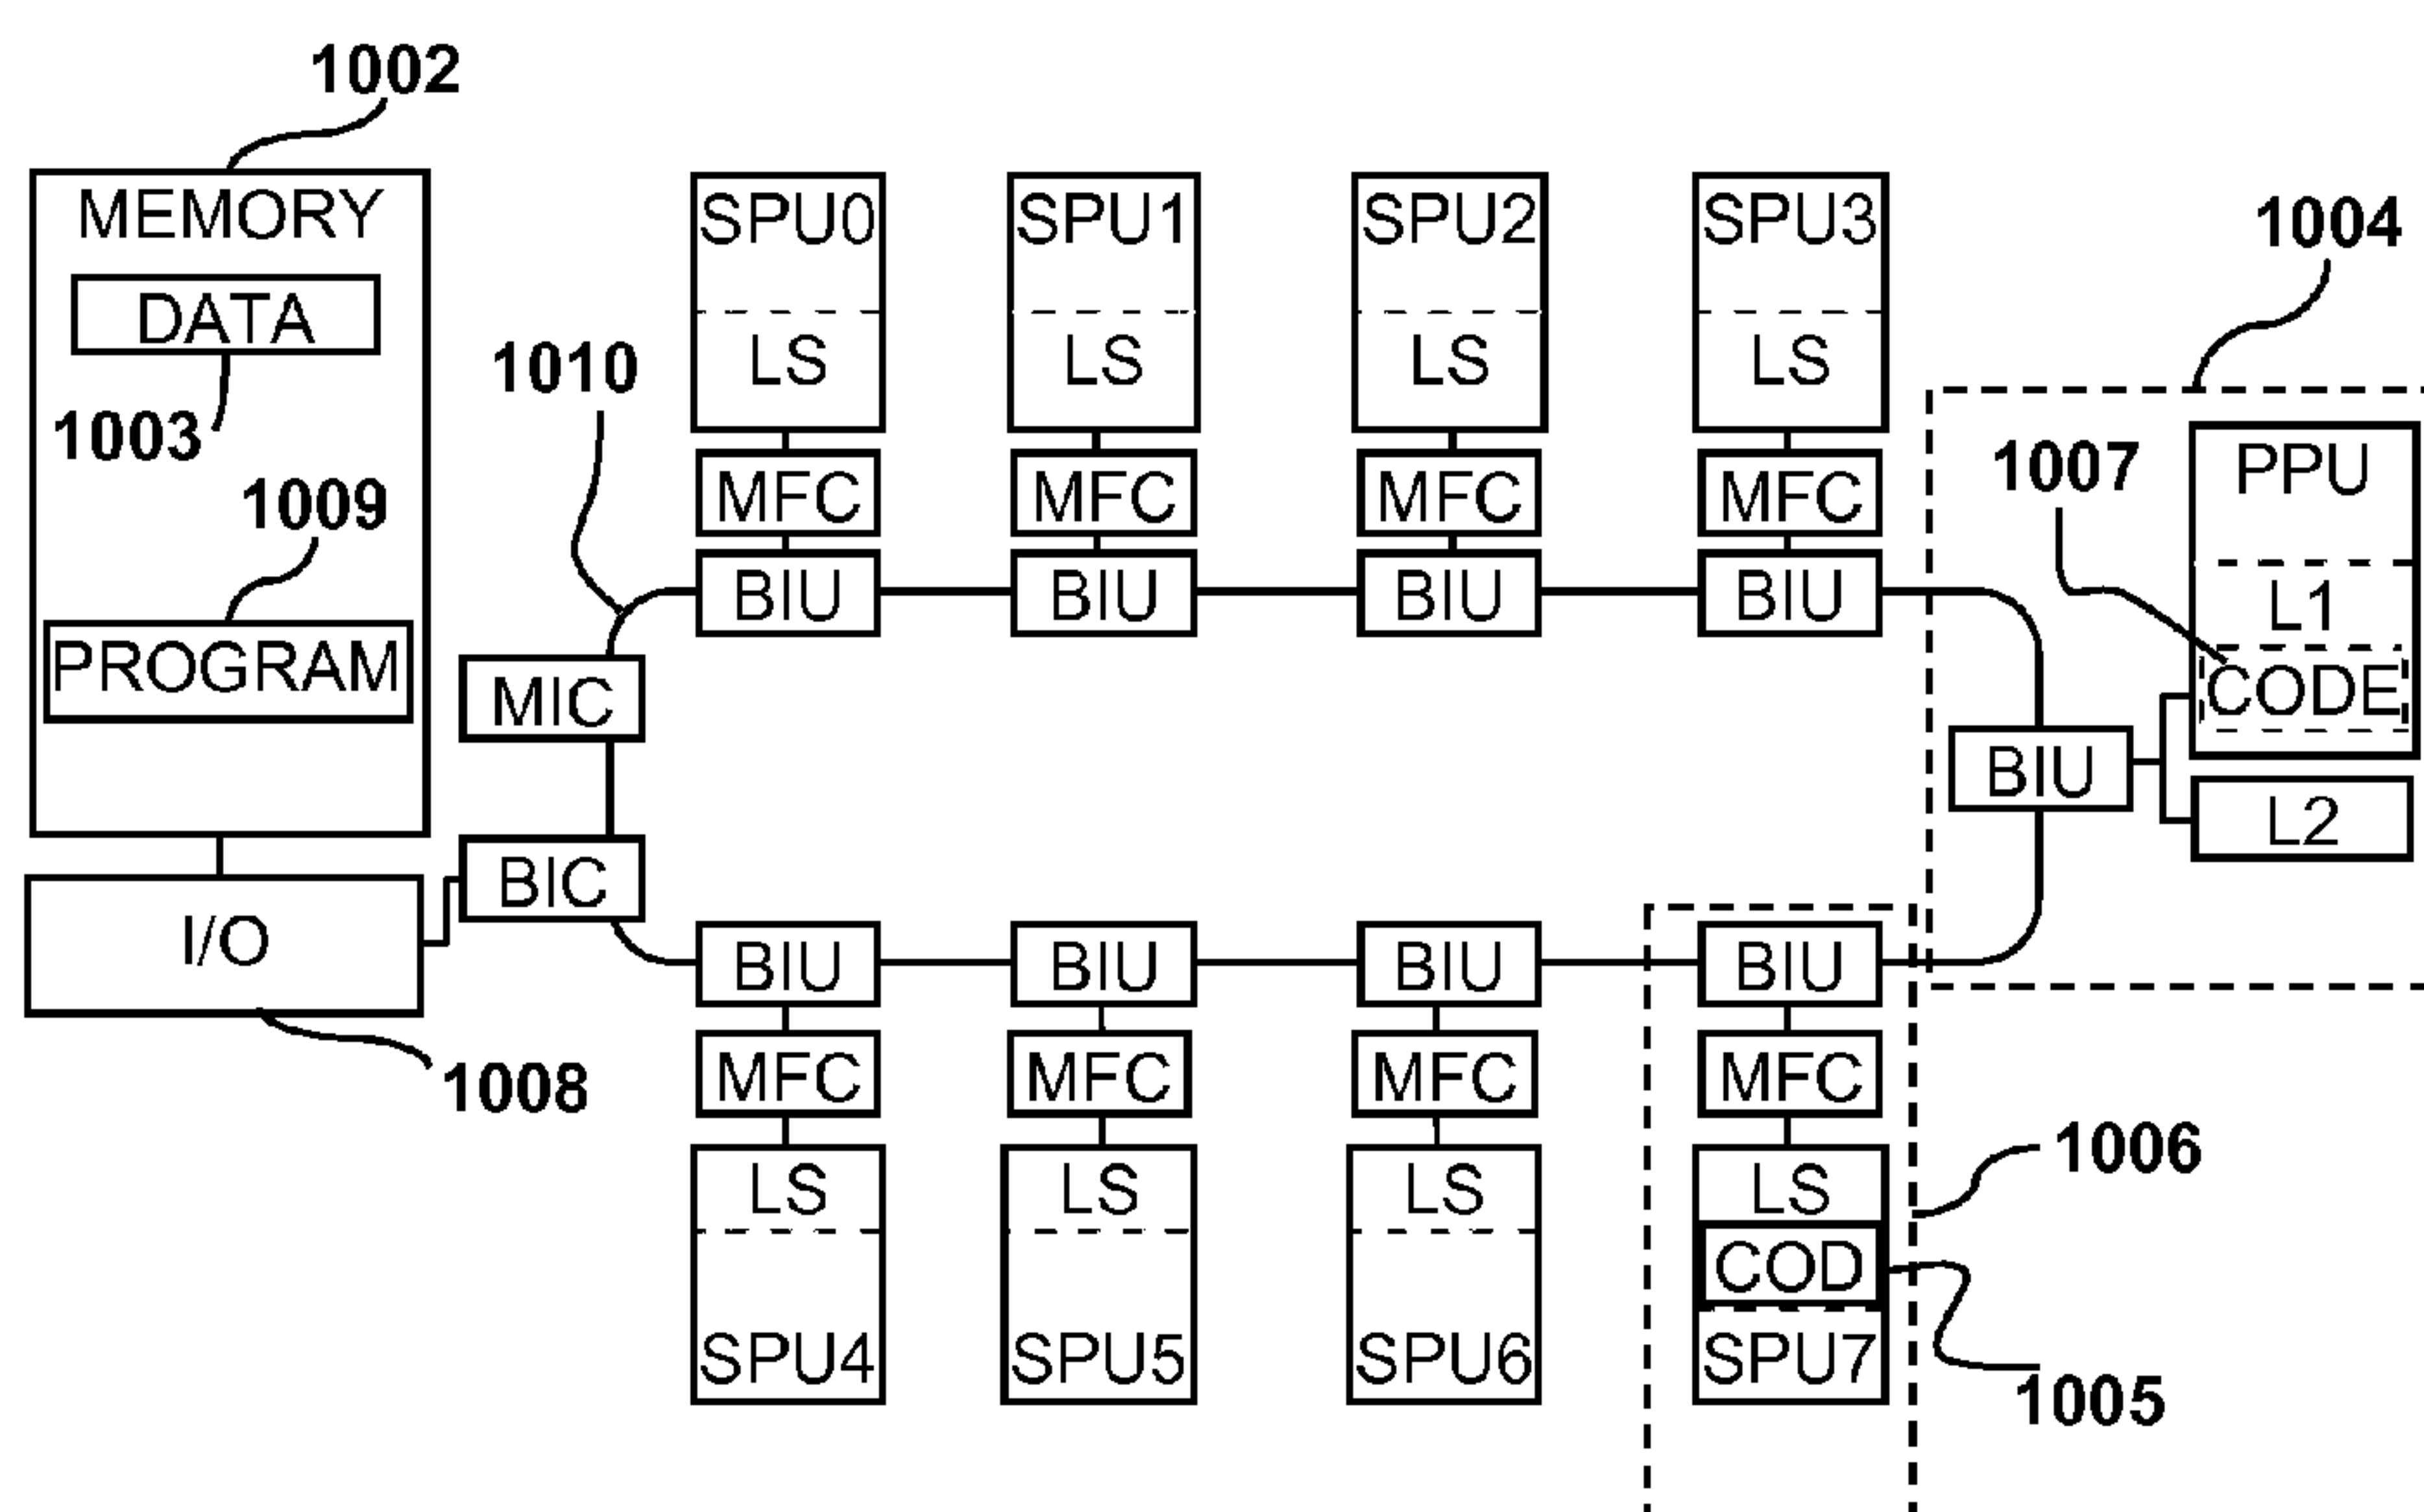 1002
MEMORY
DATA
1003
1009
PROGRAM
I/O
1008
1010
MIC
BIC
SPU0
LS
MFC
BIU
SPU1
LS
MFC
BIU
SPU2
LS
MFC
BIU
SPU3
LS
MFC
BIU
1004
1007
PPU
L1
CODE
BIU
L2
BIU
MFC
LS
SPU4
BIU
MFC
LS
SPU5
BIU
MFC
LS
SPU6
BIU
MFC
LS
COD
SPU7
1006
1005